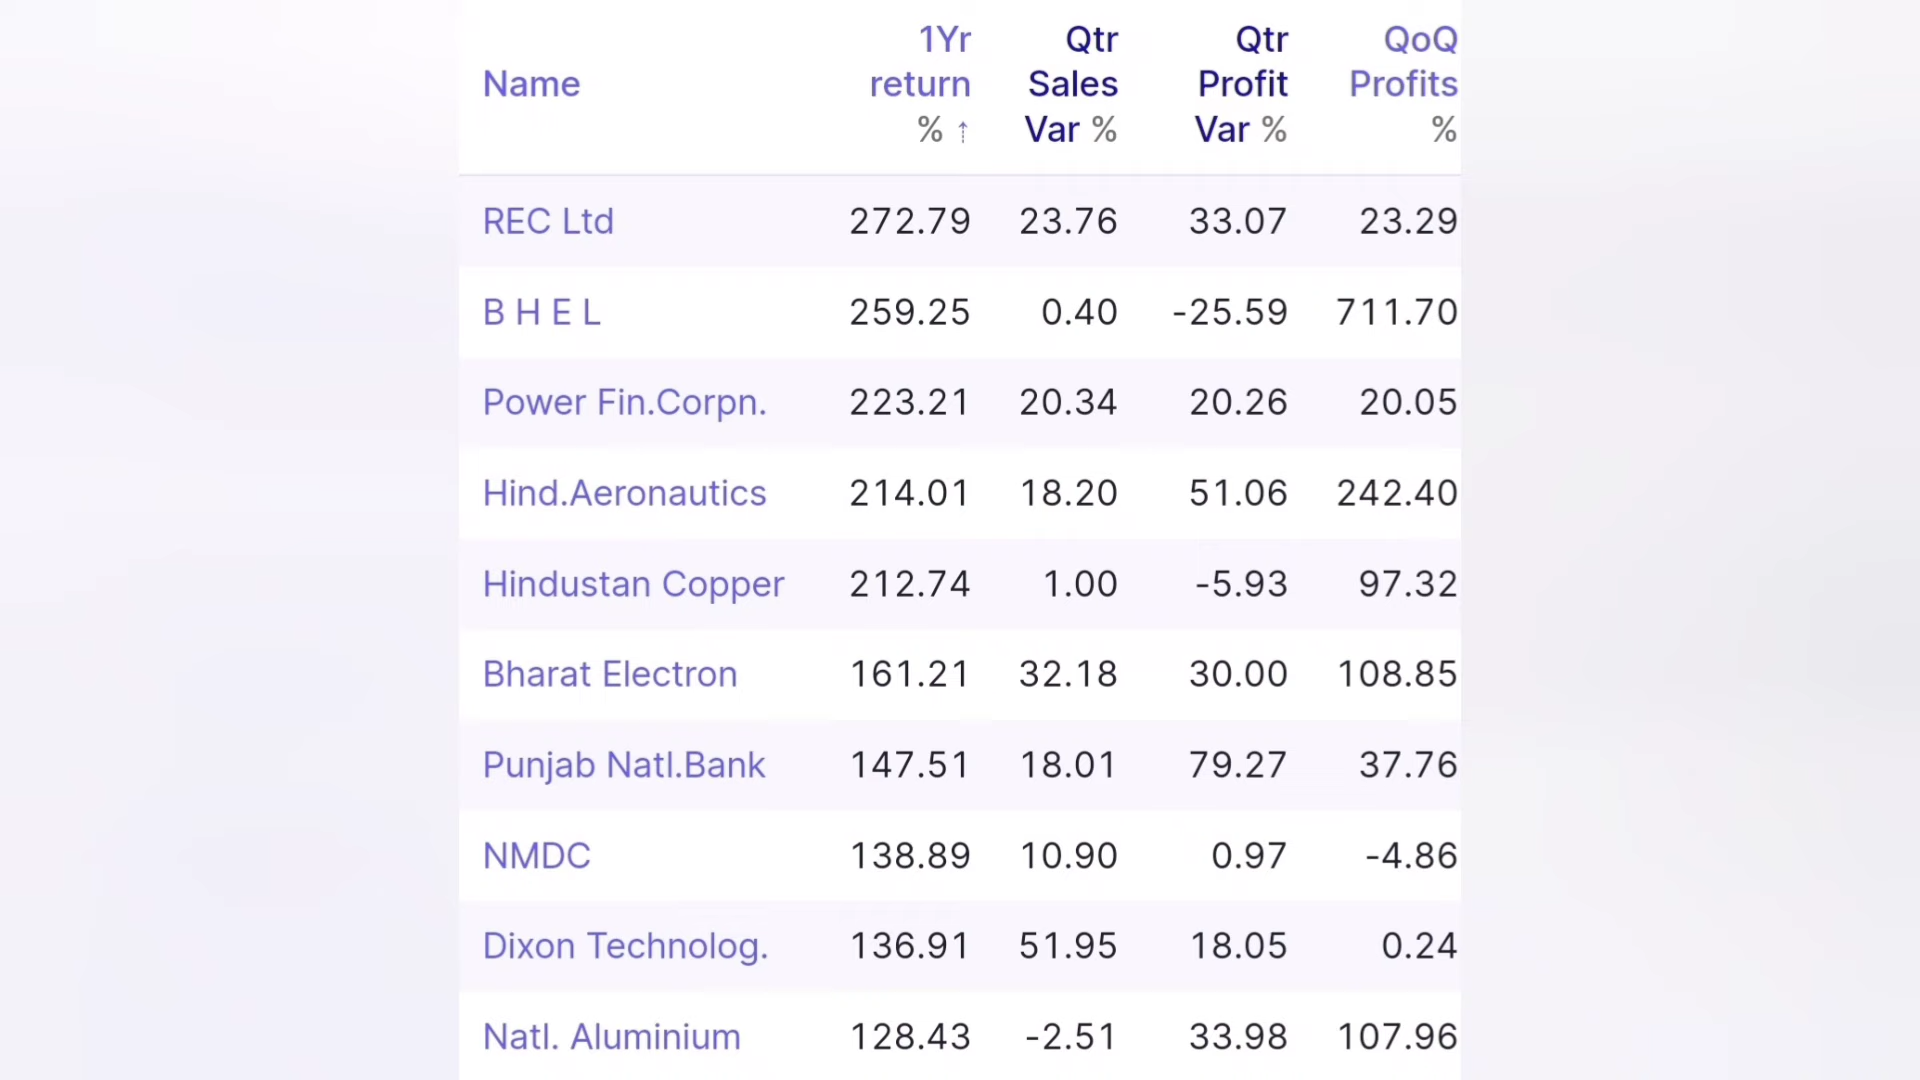 Name 1Yr return % ↑ Qtr Sales Var % Qtr Profit Var % QoQ Profits %
REC Ltd 272.79 23.76 33.07 23.29
B H E L 259.25 0.40 -25.59 711.70
Power Fin.Corpn. 223.21 20.34 20.26 20.05
Hind.Aeronautics 214.01 18.20 51.06 242.40
Hindustan Copper 212.74 1.00 -5.93 97.32
Bharat Electron 161.21 32.18 30.00 108.85
Punjab Natl.Bank 147.51 18.01 79.27 37.76
NMDC 138.89 10.90 0.97 -4.86
Dixon Technolog. 136.91 51.95 18.05 0.24
Natl. Aluminium 128.43 -2.51 33.98 107.96